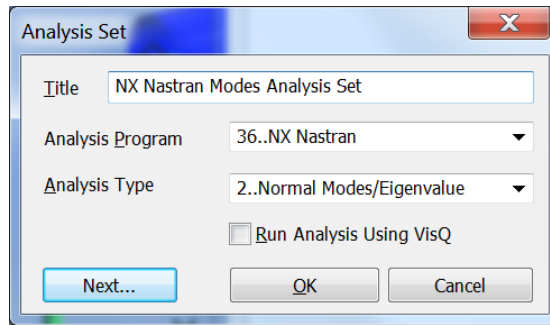 Analysis Set
X
Title NX Nastran Modes Analysis Set
Analysis Program 36..NX Nastran
Analysis Type 2..Normal Modes/Eigenvalue
Run Analysis Using VisQ
Next... OK Cancel